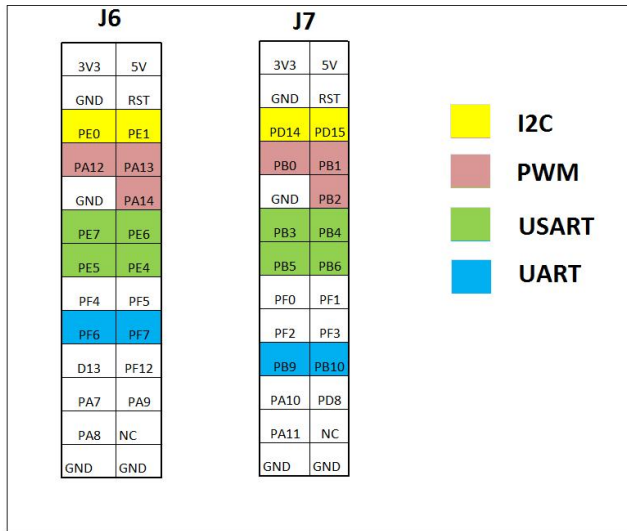 J6 J7
3V3 5V 3V3 5V
GND RST GND RST
PE0 PE1 PD14 PD15 I2C
PA12 PA13 PB0 PB1 PWM
GND PA14 GND PB2
PE7 PE6 PB3 PB4 USART
PE5 PE4 PB5 PB6 UART
PF4 PF5 PF0 PF1
PF6 PF7 PF2 PF3
D13 PF12 PB9 PB10
PA7 PA9 PA10 PD8
PA8 NC PA11 NC
GND GND GND GND